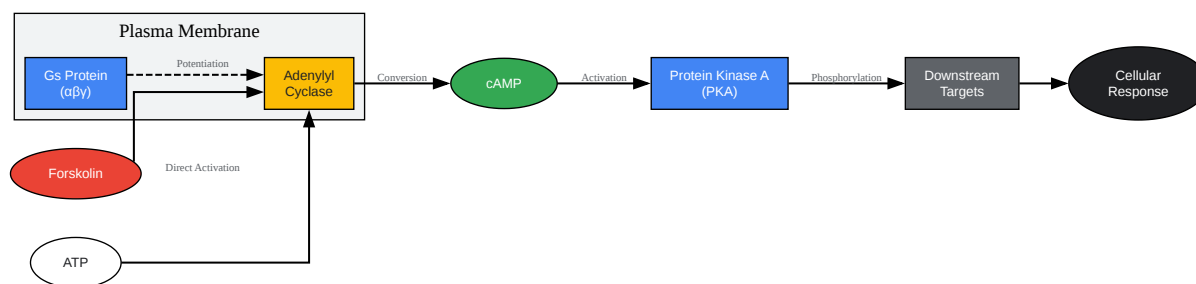 Plasma Membrane
Gs Protein
(αβγ)
Potentiation
Adenylyl
Cyclase
Conversion
cAMP
Activation
Protein Kinase A
(PKA)
Phosphorylation
Downstream
Targets
Cellular
Response
Forskolin
Direct Activation
ATP